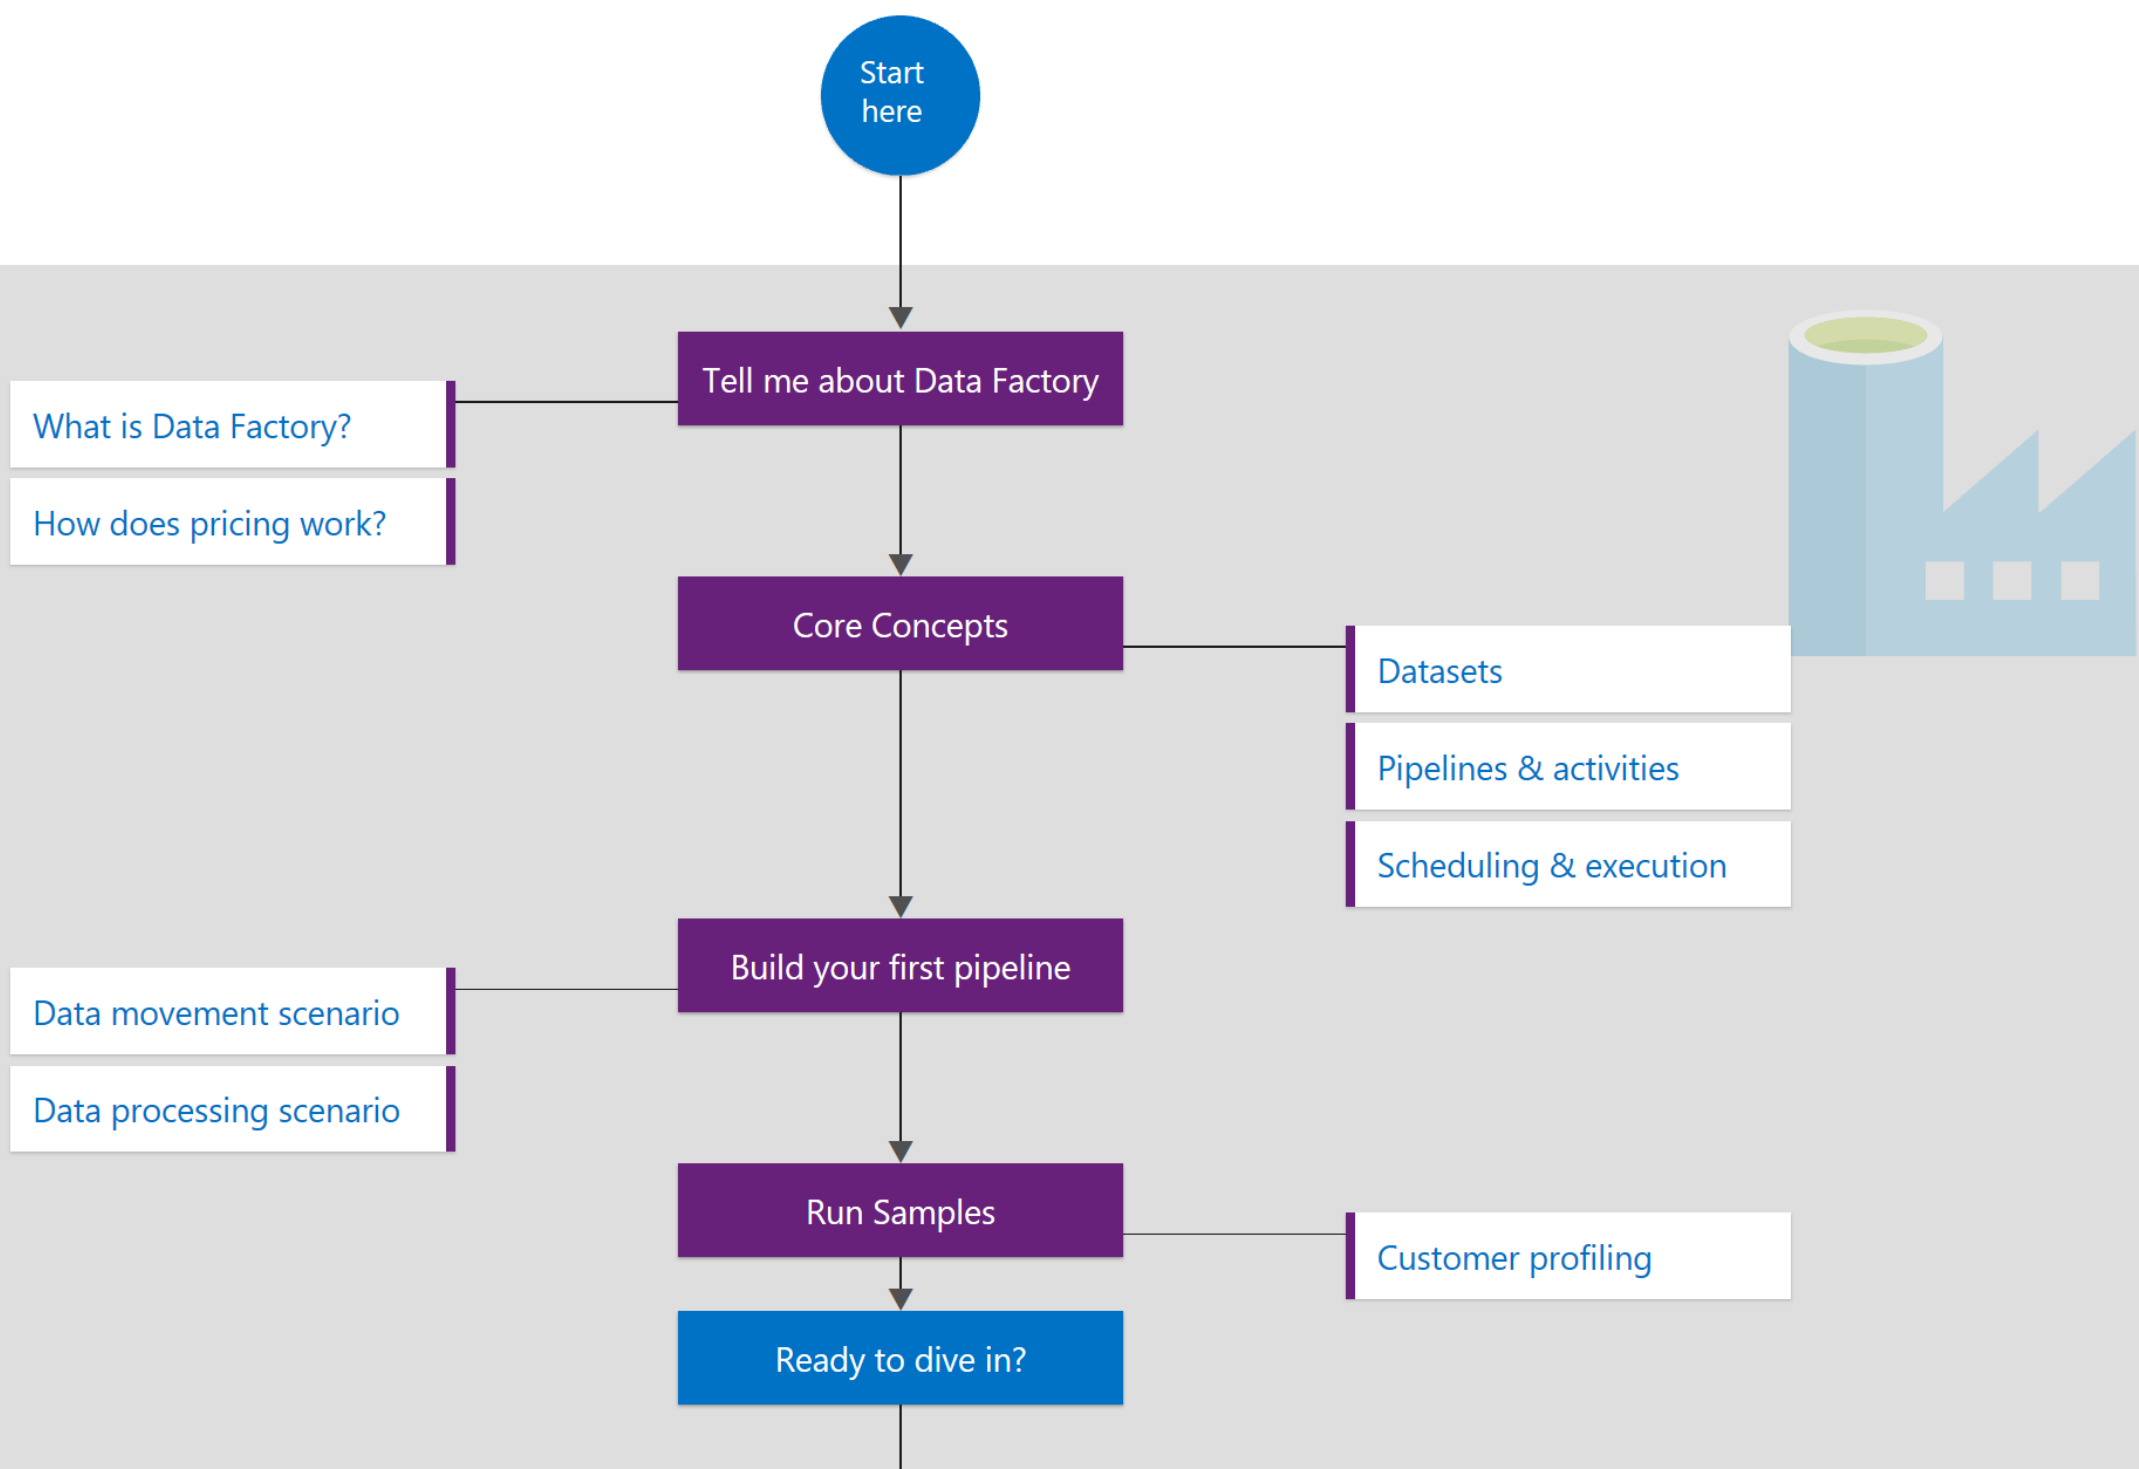 Start
here
Tell me about Data Factory
What is Data Factory?
How does pricing work?
Core Concepts
Datasets
Pipelines & activities
Scheduling & execution
Build your first pipeline
Data movement scenario
Data processing scenario
Run Samples
Customer profiling
Ready to dive in?